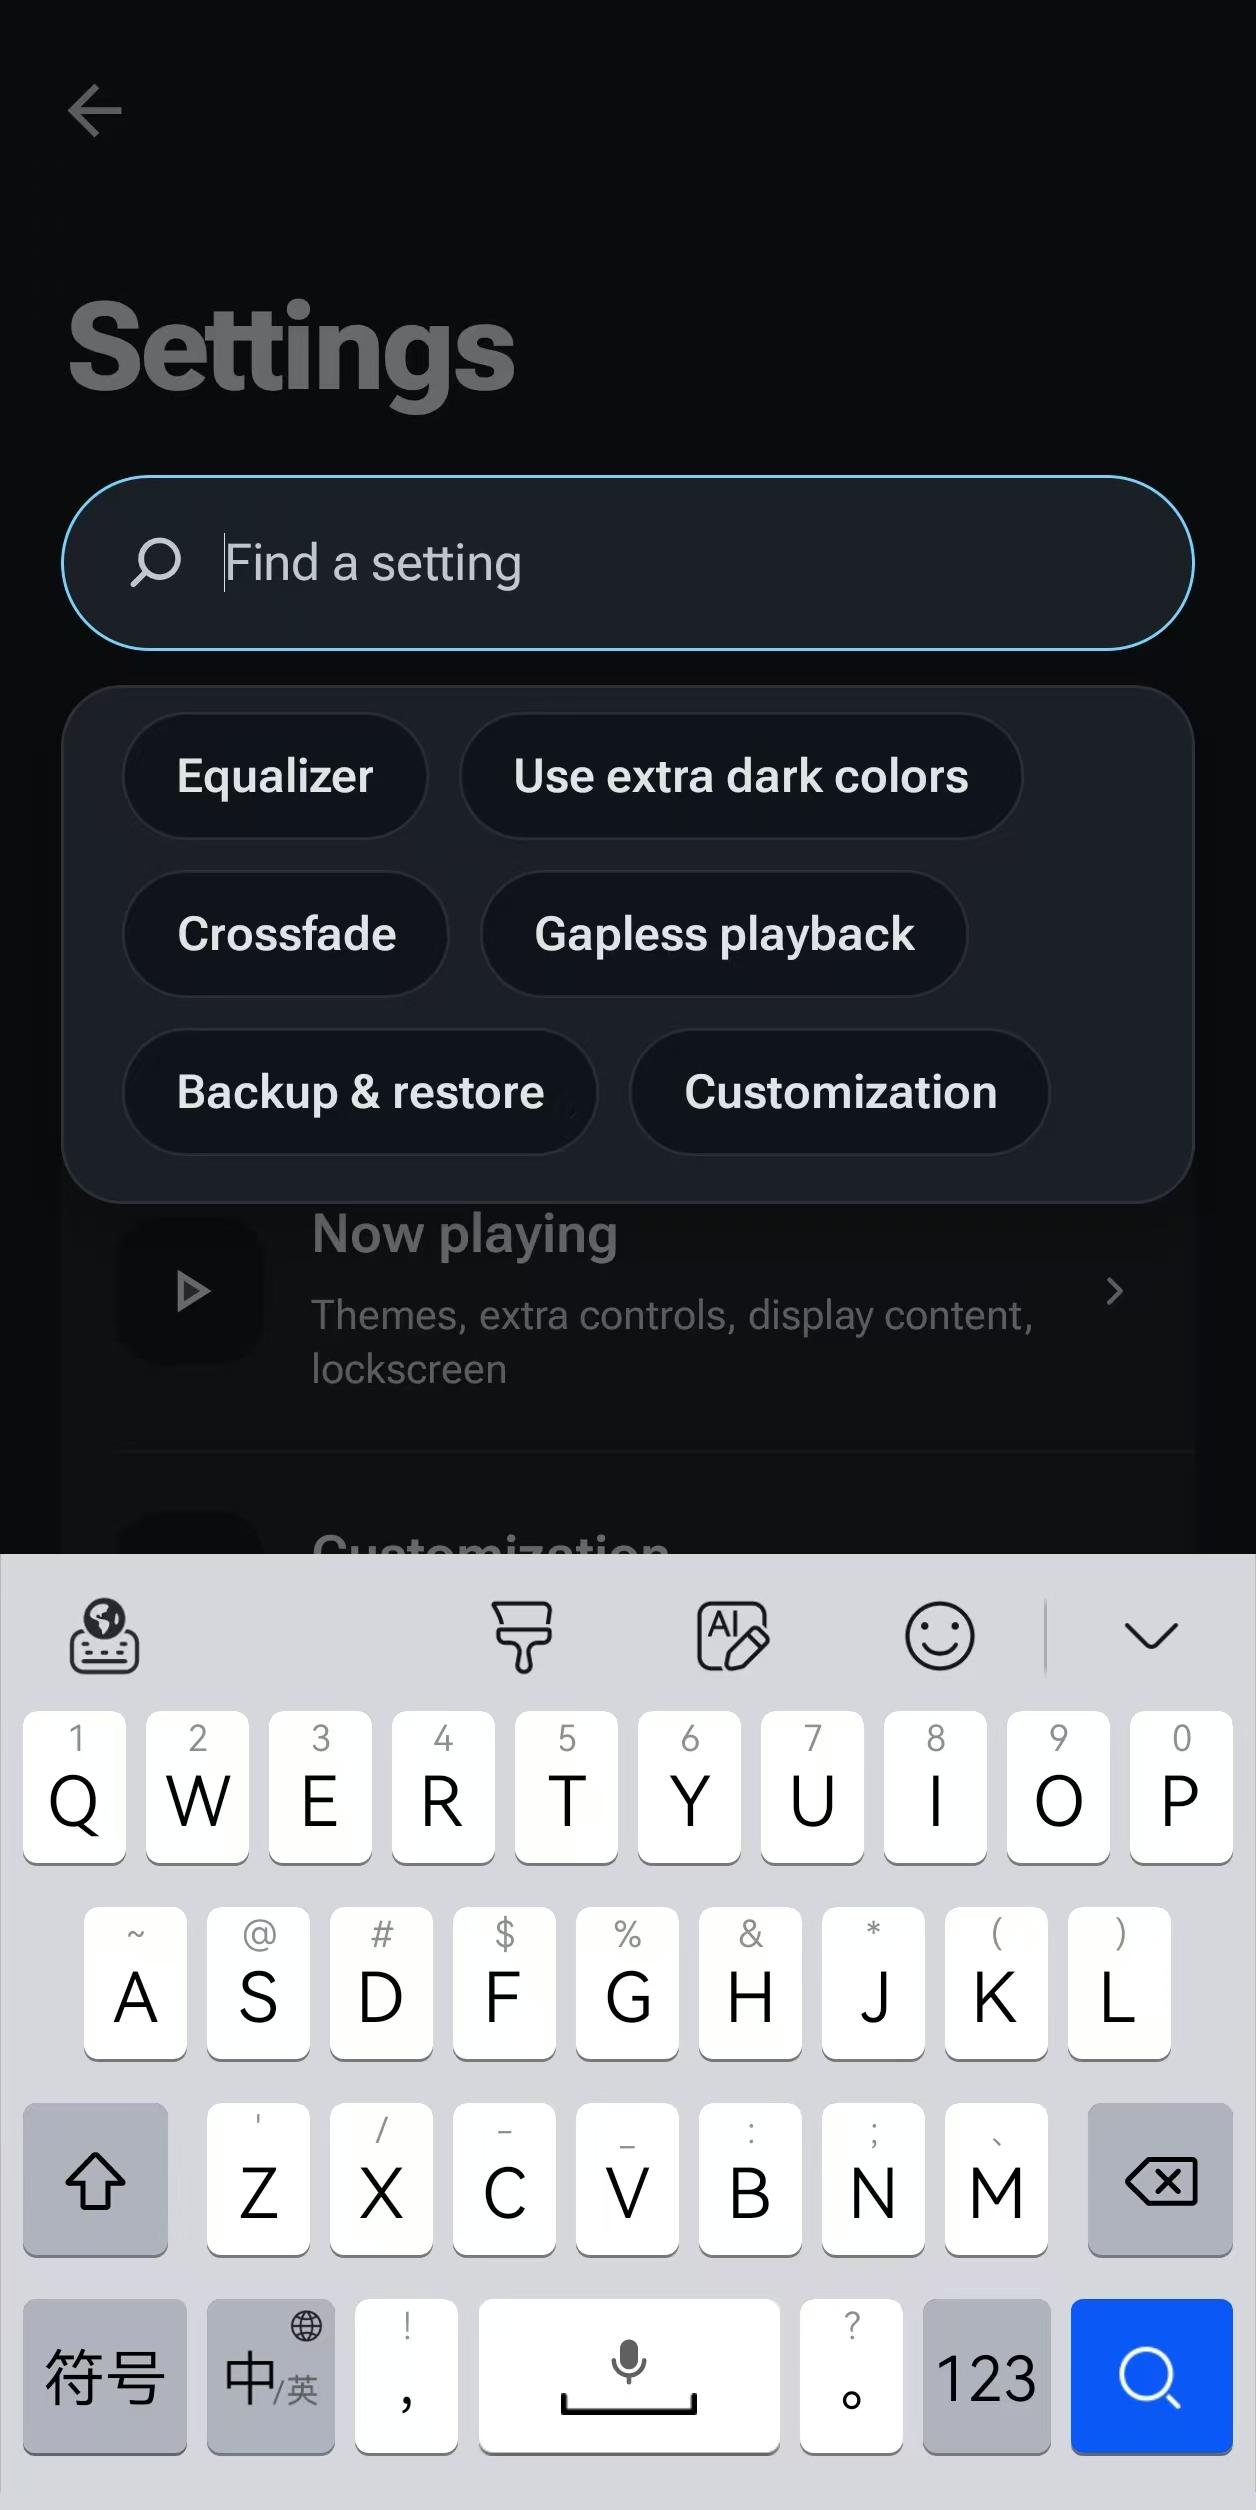 Settings
Find a setting
Equalizer
Use extra dark colors
Crossfade
Gapless playback
Backup & restore
Customization
Now playing
Themes, extra controls, display content,
lockscreen
Customization
AI
1 2 3 4 5 6 7 8 9 0
Q W E R T Y U I O P
~ @ # $ % & * ( )
A S D F G H J K L
' / – _ : ; 、
Z X C V B N M
! ?
符号 中/英 , 。 123